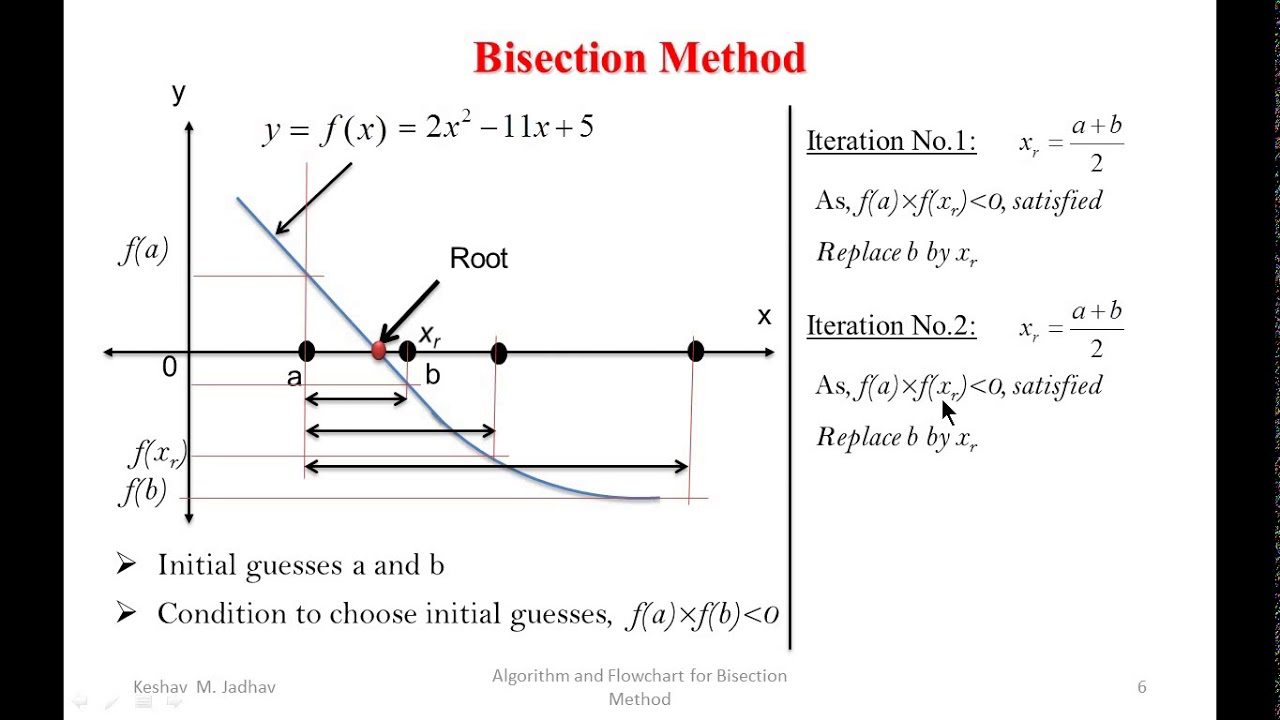 Bisection Method
y
y = f(x) = 2x² − 11x + 5
f(a)
Root
x
x_r
0
a
b
f(x_r)
f(b)
➢ Initial guesses a and b
➢ Condition to choose initial guesses, f(a)×f(b)<0
Iteration No.1: x_r = (a+b)/2
As, f(a)×f(x_r)<0, satisfied
Replace b by x_r
Iteration No.2: x_r = (a+b)/2
As, f(a)×f(x_r)<0, satisfied
Replace b by x_r
Keshav M. Jadhav
Algorithm and Flowchart for Bisection
Method
6